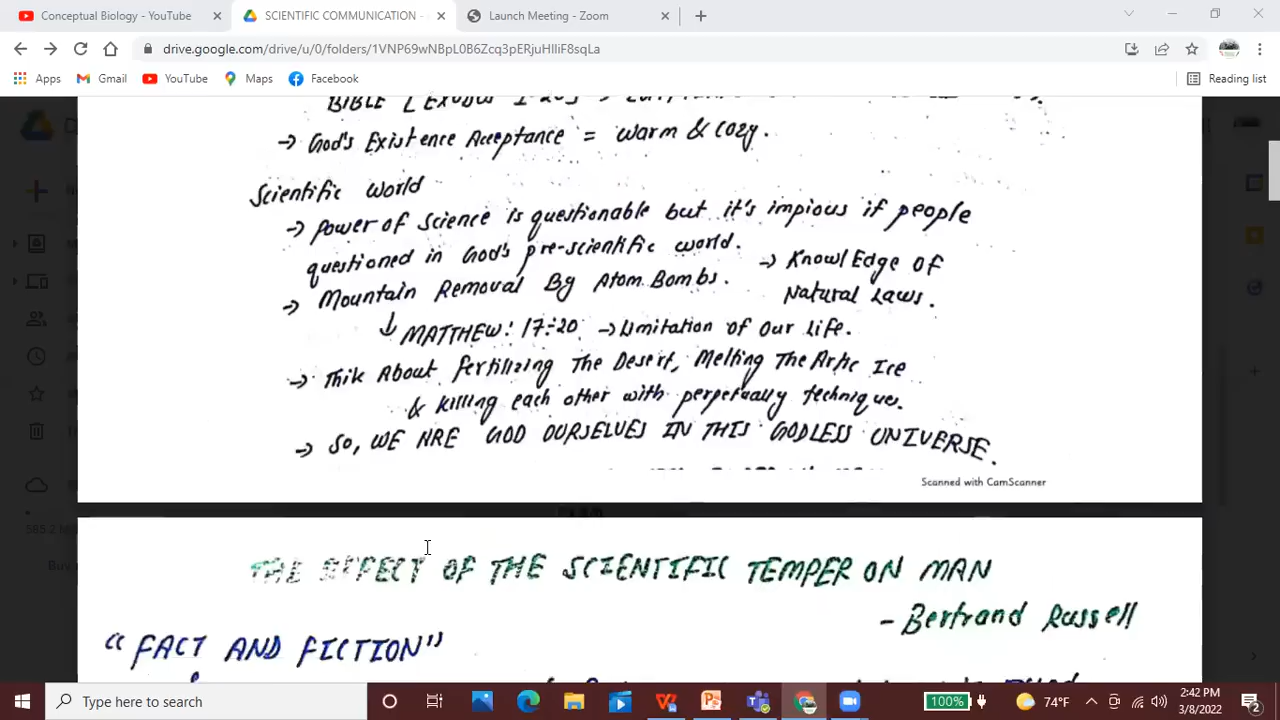 Conceptual Biology - YouTube
SCIENTIFIC COMMUNICATION -
Launch Meeting - Zoom
drive.google.com/drive/u/0/folders/1VNP69wNBpL0B6Zcq3pERjuHlliF8sqLa
Apps Gmail YouTube Maps Facebook Reading list
BIBLE
→ God's Existence Acceptance = warm & cozy.
Scientific world
→ power of science is questionable but it's impious if people
questioned in God's pre-scientific world.
→ Mountain Removal By Atom Bombs.
→ KnowlEdge of
Natural Laws.
↓ MATTHEW: 17:20 → Limitation of our life.
→ Thik About fertilizing The Desert, Melting The Artic Ice
& killing each other with perpetually techniques.
→ So, WE ARE GOD OURSELVES IN THIS GODLESS UNIVERSE.
Scanned with CamScanner
THE EFFECT OF THE SCIENTIFIC TEMPER ON MAN
- Bertrand Russell
"FACT AND FICTION"
Type here to search
100%
74°F
2:42 PM
3/8/2022
2